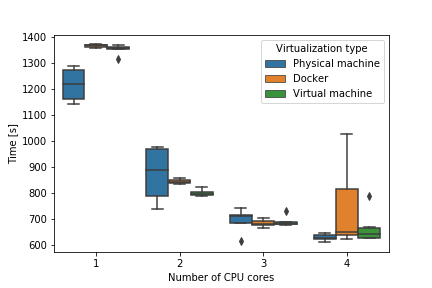 1400
1300
1200
1100
1000
900
800
700
600
Time [s]
Virtualization type
Physical machine
Docker
Virtual machine
1 2 3 4
Number of CPU cores